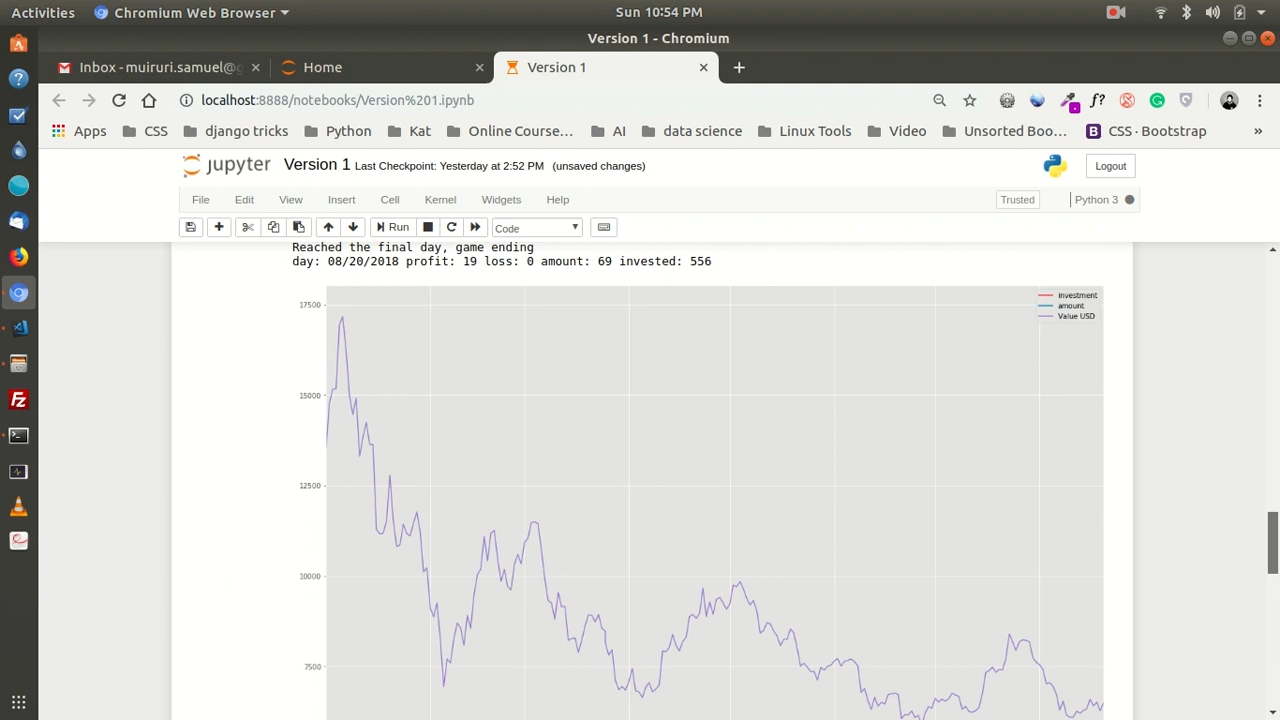 Activities Chromium Web Browser Sun 10:54 PM
Version 1 - Chromium
Inbox - muiruri.samuel@g Home Version 1
localhost:8888/notebooks/Version%201.ipynb
Apps CSS django tricks Python Kat Online Course… AI data science Linux Tools Video Unsorted Boo… B CSS · Bootstrap »
jupyter Version 1 Last Checkpoint: Yesterday at 2:52 PM (unsaved changes) Logout
File Edit View Insert Cell Kernel Widgets Help Trusted Python 3
Run Code
Reached the final day, game ending
day: 08/20/2018 profit: 19 loss: 0 amount: 69 invested: 556
investment
amount
Value USD
17500
15000
12500
10000
7500